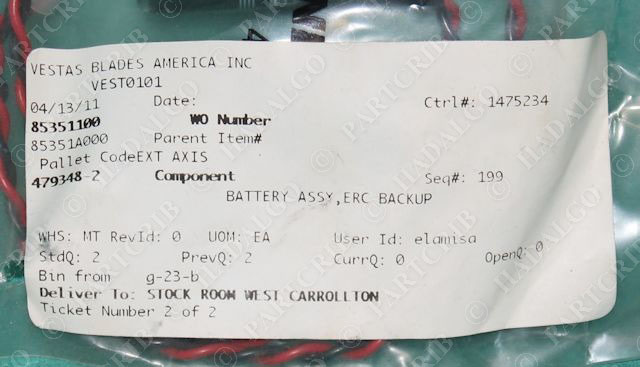 VESTAS BLADES AMERICA INC
VEST0101
04/13/11 Date: Ctrl#: 1475234
85351100 WO Number
85351A000 Parent Item#
Pallet CodeEXT AXIS
479348-2 Component Seq#: 199
BATTERY ASSY,ERC BACKUP
WHS: MT RevId: 0 UOM: EA User Id: elamisa
StdQ: 2 PrevQ: 2 CurrQ: 0 OpenQ: 0
Bin from g-23-b
Deliver To: STOCK ROOM WEST CARROLLTON
Ticket Number 2 of 2
© HADALGO
© PARTCRIB